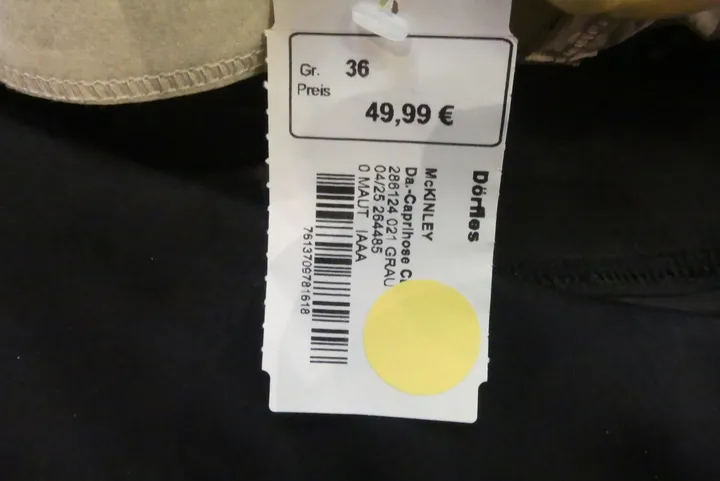 Gr. 36
Preis
49,99 €
Dörfles
McKINLEY
Da.-Caprihose
286124 021 GRAU
04/25 264485
0 MAUT IAAA
7613709781618